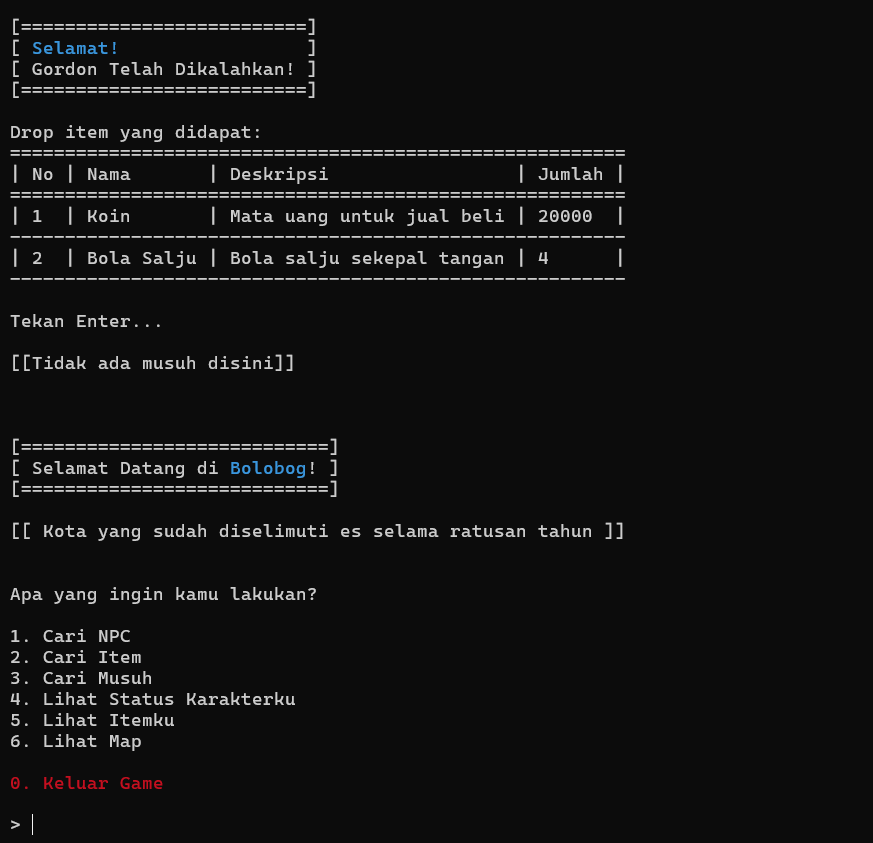 [==========================]
[ Selamat!                 ]
[ Gordon Telah Dikalahkan! ]
[==========================]
Drop item yang didapat:
========================================================
| No | Nama       | Deskripsi                 | Jumlah |
========================================================
| 1  | Koin       | Mata uang untuk jual beli | 20000  |
--------------------------------------------------------
| 2  | Bola Salju | Bola salju sekepal tangan | 4      |
--------------------------------------------------------
Tekan Enter...
[[Tidak ada musuh disini]]
[============================]
[ Selamat Datang di Bolobog! ]
[============================]
[[ Kota yang sudah diselimuti es selama ratusan tahun ]]
Apa yang ingin kamu lakukan?
1. Cari NPC
2. Cari Item
3. Cari Musuh
4. Lihat Status Karakterku
5. Lihat Itemku
6. Lihat Map
0. Keluar Game
>